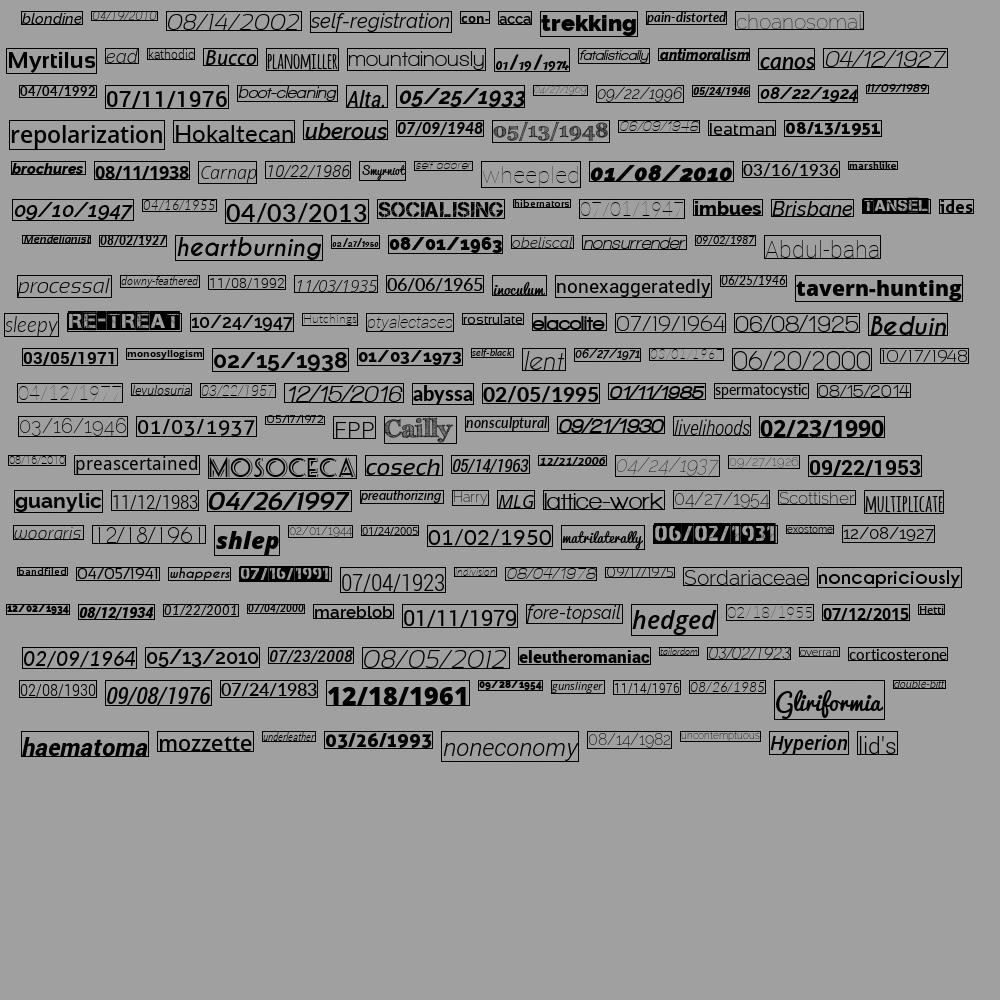 blondine 04/19/2010 08/14/2002 self-registration con- acca trekking pain-distorted choanosomal
Myrtilus ead kathodic Bucco PLANOMILLER mountainously 01/19/1974 fatalistically antimoralism canos 04/12/1927
04/04/1992 07/11/1976 boot-cleaning Alta. 05/25/1933 04/27/1969 09/22/1996 05/24/1946 08/22/1924 11/09/1989
repolarization Hokaltecan uberous 07/09/1948 05/13/1948 06/09/1948 leatman 08/13/1951
brochures 08/11/1938 Carnap 10/22/1986 Smyrniot self-adorer wheepled 01/08/2010 03/16/1936 marshlike
09/10/1947 04/16/1955 04/03/2013 SOCIALISING hibernators 07/01/1947 imbues Brisbane TANSEL ides
Mendelianist 08/02/1927 heartburning 02/27/1950 08/01/1963 obeliscal nonsurrender 09/02/1987 Abdul-baha
processal downy-feathered 11/08/1992 11/03/1935 06/06/1965 inoculum nonexaggeratedly 06/25/1946 tavern-hunting
sleepy RE-TREAT 10/24/1947 Hutchings ptyalectases rostrulate elacolite 07/19/1964 06/08/1925 Beduin
03/05/1971 monosyllogism 02/15/1938 01/03/1973 self-black lent 06/27/1971 03/01/1967 06/20/2000 10/17/1948
04/12/1977 levulosuria 03/22/1957 12/15/2016 abyssa 02/05/1995 01/11/1985 spermatocystic 08/15/2014
03/16/1946 01/03/1937 05/17/1972 FPP Cailly nonsculptural 09/21/1930 livelihoods 02/23/1990
08/16/2010 preascertained MOSOCECA cosech 05/14/1963 12/21/2006 04/24/1937 09/27/1926 09/22/1953
guanylic 11/12/1983 04/26/1997 preauthorizing Harry MLG lattice-work 04/27/1954 Scottisher MULTIPLICATE
wooraris 12/18/1961 shlep 02/01/1944 01/24/2005 01/02/1950 matrilaterally 06/02/1931 exostome 12/08/1927
bandfiled 04/05/1941 whappers 07/16/1991 07/04/1923 indivision 08/04/1978 09/17/1975 Sordariaceae noncapriciously
12/02/1934 08/12/1934 01/22/2001 07/04/2000 mareblob 01/11/1979 fore-topsail hedged 02/18/1955 07/12/2015 Hetti
02/09/1964 05/13/2010 07/23/2008 08/05/2012 eleutheromaniac tailordom 03/02/1923 overran corticosterone
02/08/1930 09/08/1976 07/24/1983 12/18/1961 09/28/1954 gunslinger 11/14/1976 08/26/1985 Gliriformia double-bitt
haematoma mozzette underleather 03/26/1993 noneconomy 08/14/1982 uncontemptuous Hyperion lid's